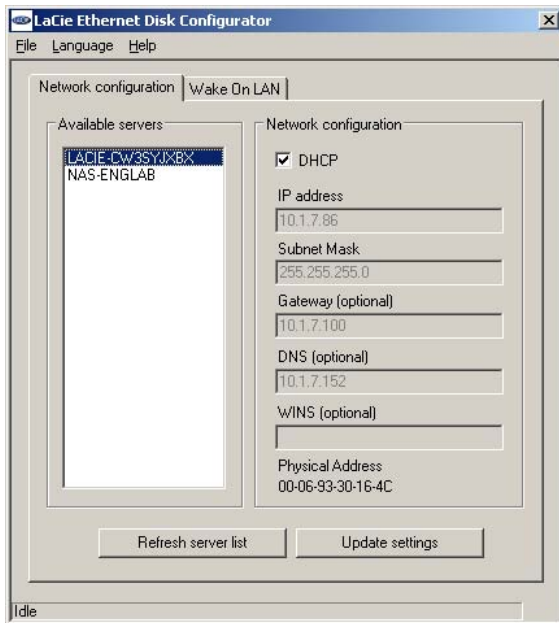 LaCie Ethernet Disk Configurator
File Language Help
Network configuration Wake On LAN
Available servers
LACIE-CW3SYJXBX
NAS-ENGLAB
Network configuration
DHCP
IP address
10.1.7.86
Subnet Mask
255.255.255.0
Gateway (optional)
10.1.7.100
DNS (optional)
10.1.7.152
WINS (optional)
Physical Address
00-06-93-30-16-4C
Refresh server list Update settings
Idle